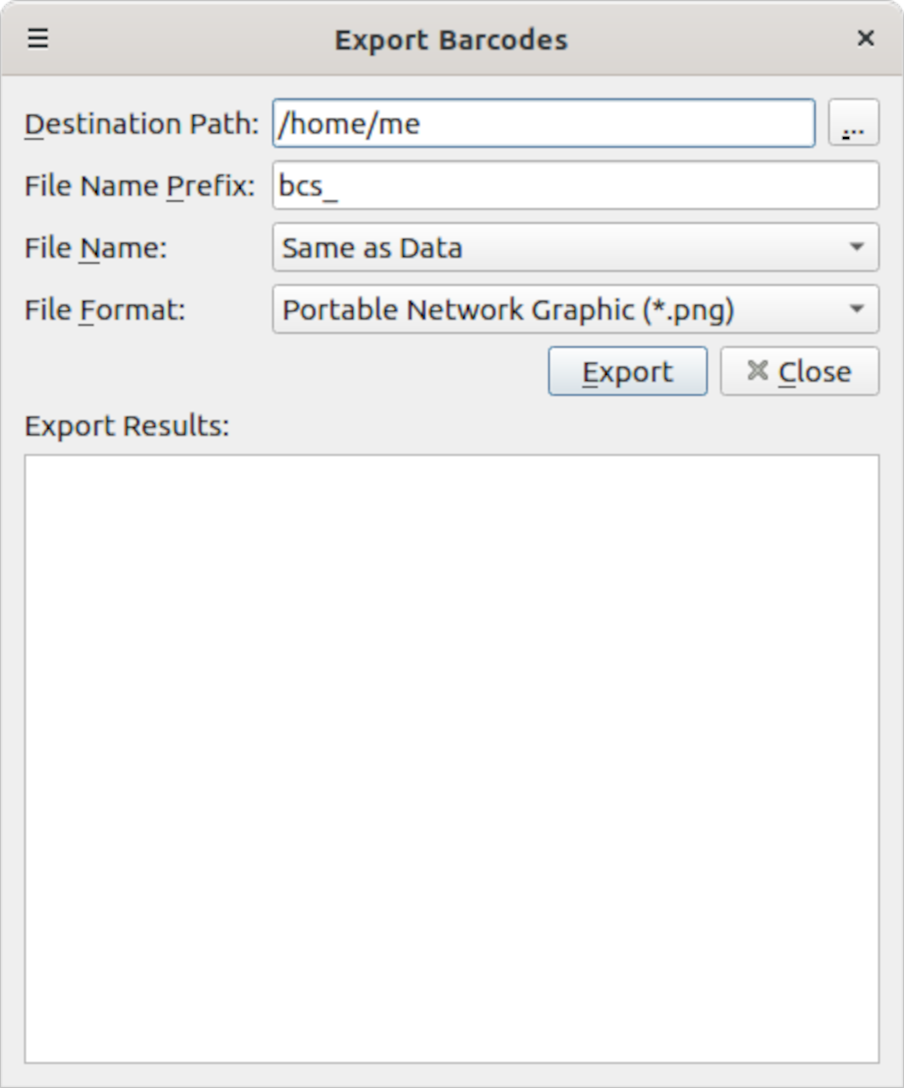 Export Barcodes
Destination Path: /home/me ...
File Name Prefix: bcs_
File Name: Same as Data
File Format: Portable Network Graphic (*.png)
Export Close
Export Results: